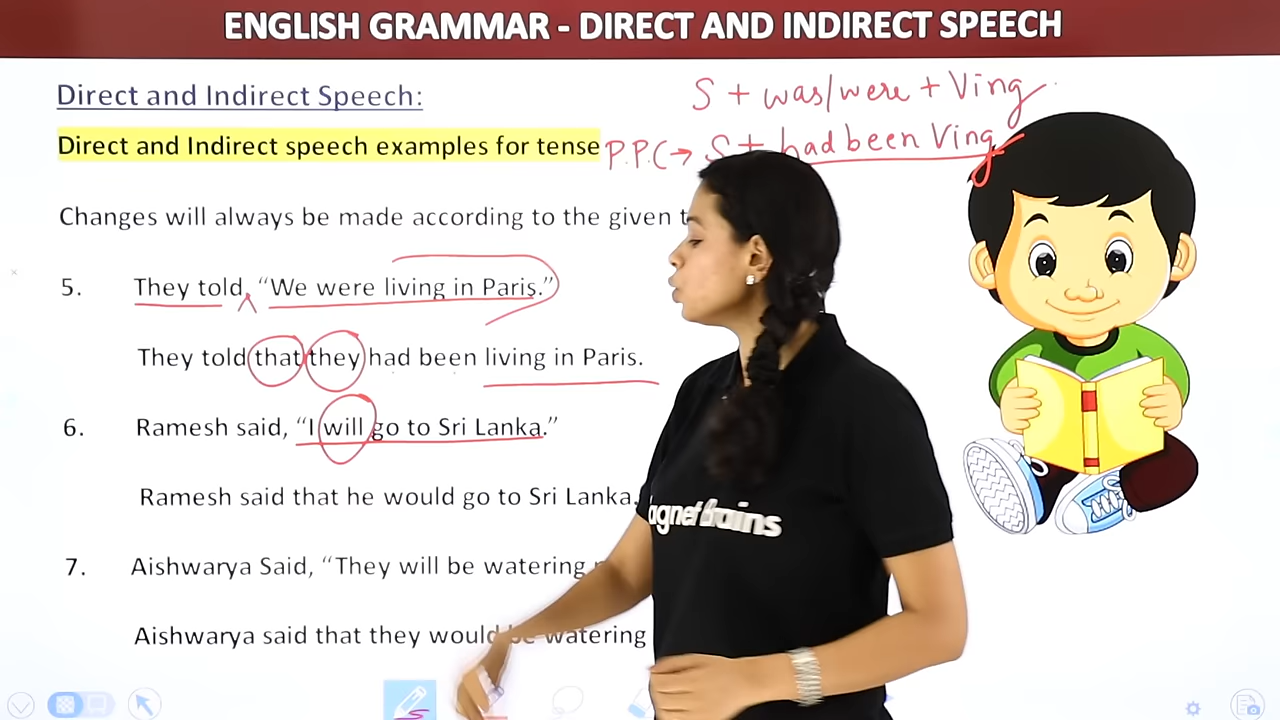 ENGLISH GRAMMAR - DIRECT AND INDIRECT SPEECH
Direct and Indirect Speech:
S + was/were + Ving
Direct and Indirect speech examples for tense
P.P.C → S + had been Ving
Changes will always be made according to the given
5. They told, “We were living in Paris.”
They told that they had been living in Paris.
6. Ramesh said, “I will go to Sri Lanka.”
Ramesh said that he would go to Sri Lanka.
agnet Brains
7. Aishwarya Said, “They will be watering
Aishwarya said that they would be watering